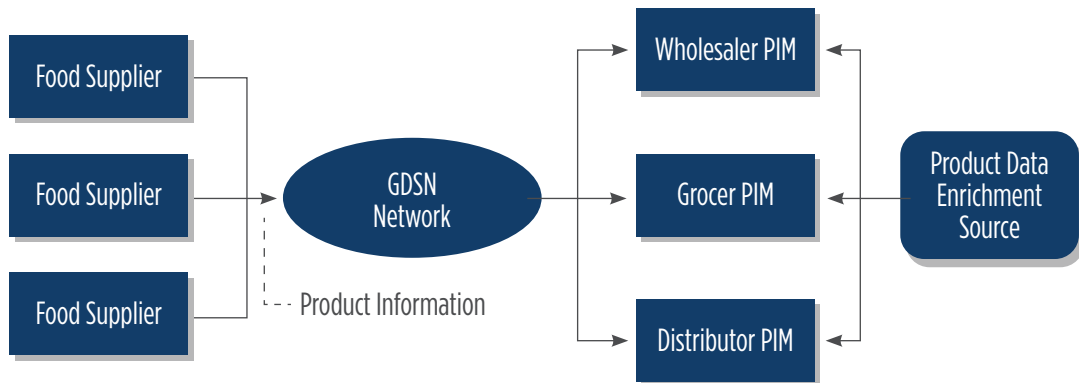 Food Supplier
Food Supplier
Food Supplier
GDSN
Network
Product Information
Wholesaler PIM
Grocer PIM
Distributor PIM
Product Data
Enrichment
Source